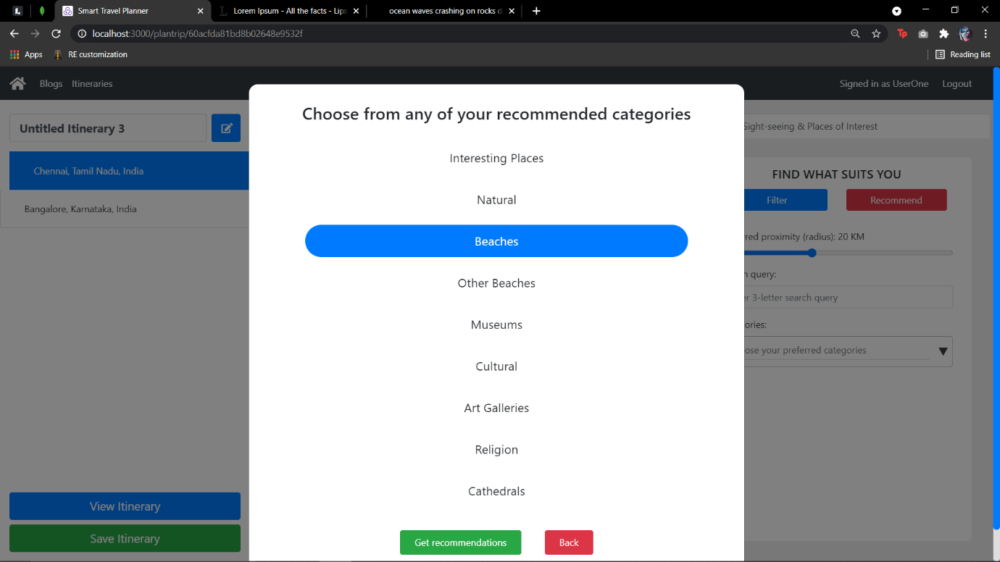 Smart Travel Planner
Lorem Ipsum - All the facts - Lips
ocean waves crashing on rocks d
localhost:3000/plantrip/60acfda81bd8b02648e9532f
Tp
Apps
RE customization
Reading list
Blogs
Itineraries
Signed in as UserOne
Logout
Untitled Itinerary 3
Chennai, Tamil Nadu, India
Bangalore, Karnataka, India
View Itinerary
Save Itinerary
Choose from any of your recommended categories
Interesting Places
Natural
Beaches
Other Beaches
Museums
Cultural
Art Galleries
Religion
Cathedrals
Get recommendations
Back
Sight-seeing & Places of Interest
FIND WHAT SUITS YOU
Filter
Recommend
red proximity (radius): 20 KM
query:
3-letter search query
ories:
ose your preferred categories